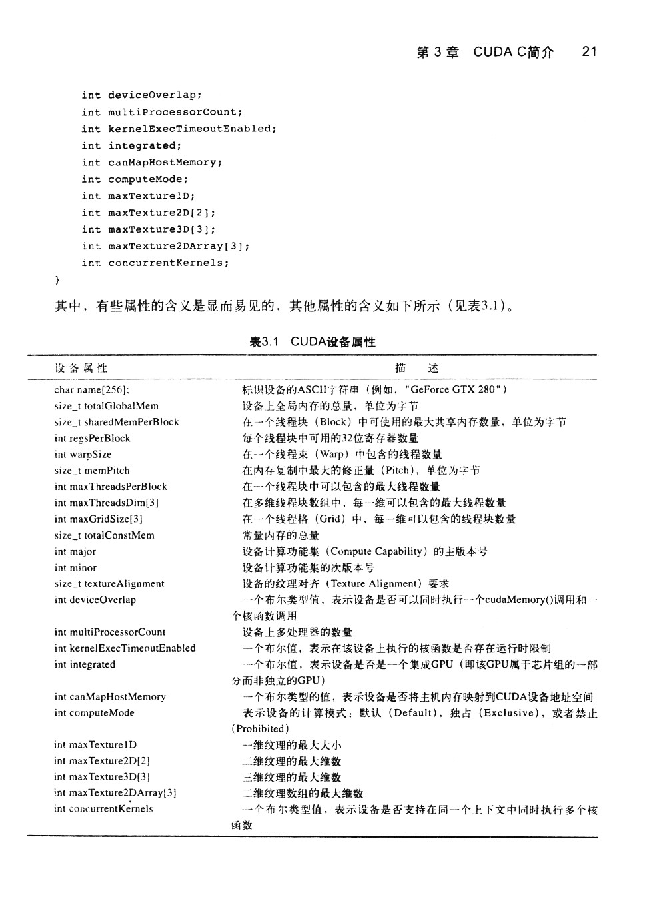 第 3 章 CUDA C简介 21
int deviceOverlap;
int multiProcessorCount;
int kernelExecTimeoutEnabled;
int integrated;
int canMapHostMemory;
int computeMode;
int maxTexture1D;
int maxTexture2D[2];
int maxTexture3D[3];
int maxTexture2DArray[3];
int concurrentKernels;
}
其中，有些属性的含义是显而易见的，其他属性的含义如下所示（见表3.1）。
表3.1 CUDA设备属性
设 备 属 性 描 述
char name[256]; 标识设备的ASCII字符串（例如，"GeForce GTX 280"）
size_t totalGlobalMem 设备上全局内存的总量，单位为字节
size_t sharedMemPerBlock 在一个线程块（Block）中可使用的最大共享内存数量，单位为字节
int regsPerBlock 每个线程块中可用的32位寄存器数量
int warpSize 在一个线程束（Warp）中包含的线程数量
size_t memPitch 在内存复制中最大的修正量（Pitch），单位为字节
int maxThreadsPerBlock 在一个线程块中可以包含的最大线程数量
int maxThreadsDim[3] 在多维线程块数组中，每一维可以包含的最大线程数量
int maxGridSize[3] 在一个线程格（Grid）中，每一维可以包含的线程块数量
size_t totalConstMem 常量内存的总量
int major 设备计算功能集（Compute Capability）的主版本号
int minor 设备计算功能集的次版本号
size_t textureAlignment 设备的纹理对齐（Texture Alignment）要求
int deviceOverlap 一个布尔类型值，表示设备是否可以同时执行一个cudaMemory()调用和一
个核函数调用
int multiProcessorCount 设备上多处理器的数量
int kernelExecTimeoutEnabled 一个布尔值，表示在该设备上执行的核函数是否存在运行时限制
int integrated 一个布尔值，表示设备是否是一个集成GPU（即该GPU属于芯片组的一部
分而非独立的GPU）
int canMapHostMemory 一个布尔类型的值，表示设备是否将主机内存映射到CUDA设备地址空间
int computeMode 表示设备的计算模式：默认（Default），独占（Exclusive），或者禁止
（Prohibited）
int maxTexture1D 一维纹理的最大大小
int maxTexture2D[2] 二维纹理的最大维数
int maxTexture3D[3] 三维纹理的最大维数
int maxTexture2DArray[3] 二维纹理数组的最大维数
int concurrentKernels 一个布尔类型值，表示设备是否支持在同一个上下文中同时执行多个核
函数